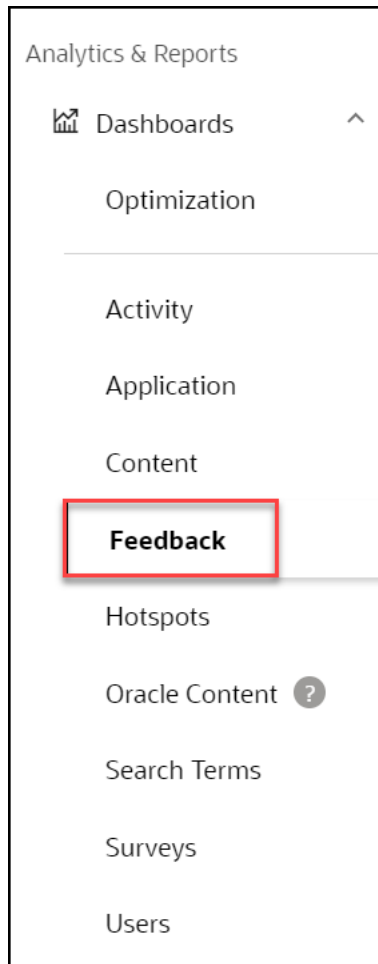 Analytics & Reports
Dashboards
Optimization
Activity
Application
Content
Feedback
Hotspots
Oracle Content ?
Search Terms
Surveys
Users